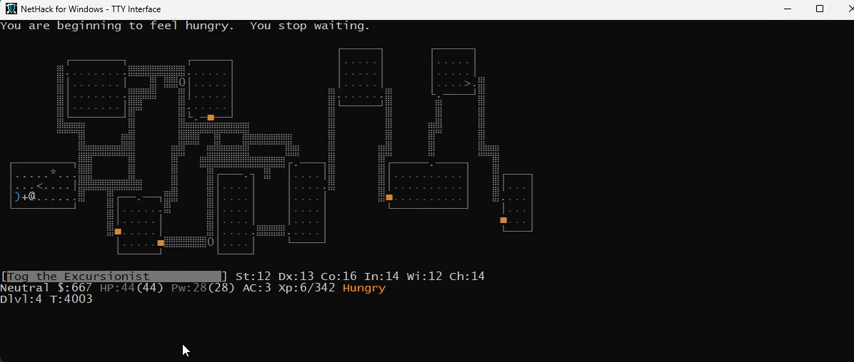 NetHack for Windows - TTY Interface
You are beginning to feel hungry.  You stop waiting.
[Tog the Excursionist          ] St:12 Dx:13 Co:16 In:14 Wi:12 Ch:14
Neutral $:667 HP:44(44) Pw:28(28) AC:3 Xp:6/342 Hungry
Dlvl:4 T:4003